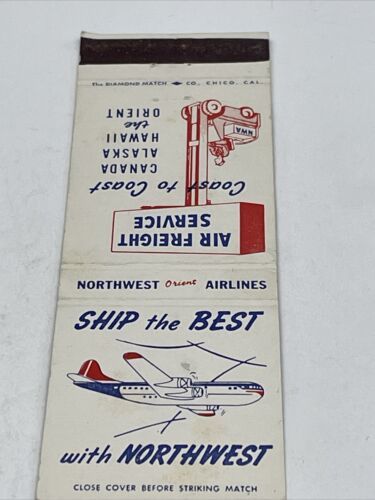 The DIAMOND MATCH CO., CHICO, CAL.
AIR FREIGHT
SERVICE
Coast to Coast
CANADA
ALASKA
HAWAII
the
ORIENT
NWA
NORTHWEST Orient AIRLINES
SHIP the BEST
with NORTHWEST
CLOSE COVER BEFORE STRIKING MATCH